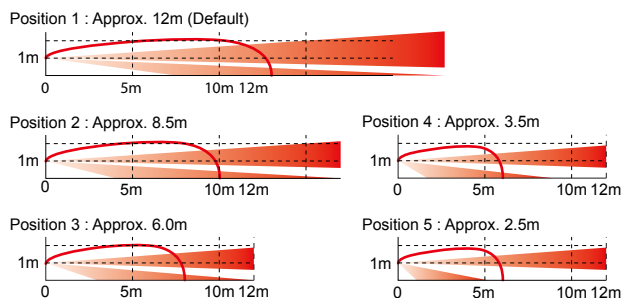 Position 1 : Approx. 12m (Default)
1m
0 5m 10m 12m
Position 2 : Approx. 8.5m
1m
0 5m 10m 12m
Position 4 : Approx. 3.5m
1m
0 5m 10m 12m
Position 3 : Approx. 6.0m
1m
0 5m 10m 12m
Position 5 : Approx. 2.5m
1m
0 5m 10m 12m